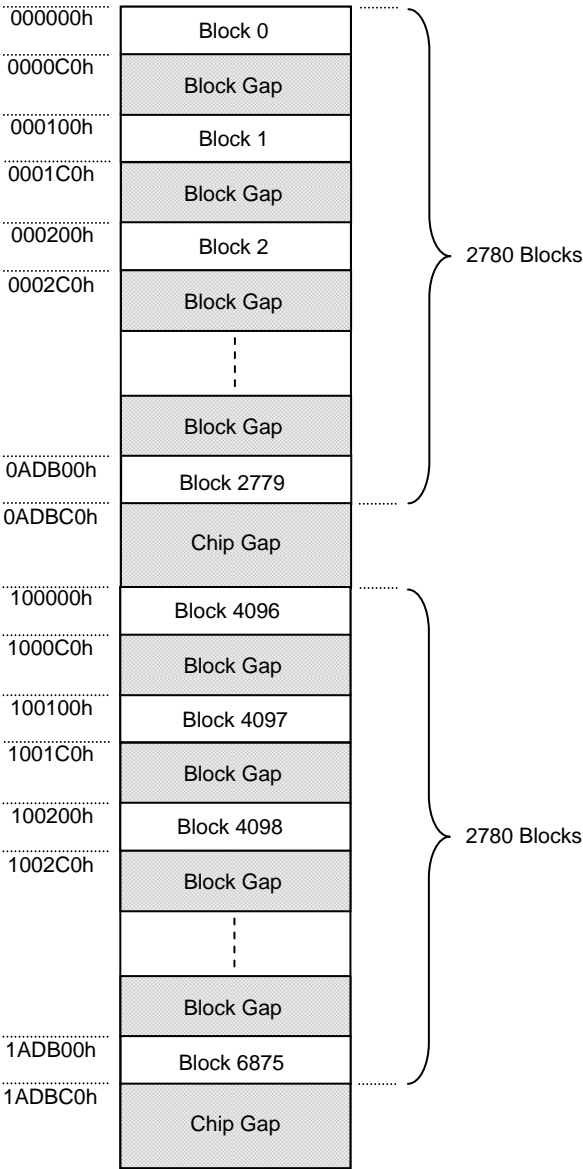 000000h
Block 0
0000C0h
Block Gap
000100h
Block 1
0001C0h
Block Gap
000200h
Block 2
2780 Blocks
0002C0h
Block Gap
Block Gap
0ADB00h
Block 2779
0ADBC0h
Chip Gap
100000h
Block 4096
1000C0h
Block Gap
100100h
Block 4097
1001C0h
Block Gap
100200h
Block 4098
2780 Blocks
1002C0h
Block Gap
Block Gap
1ADB00h
Block 6875
1ADBC0h
Chip Gap